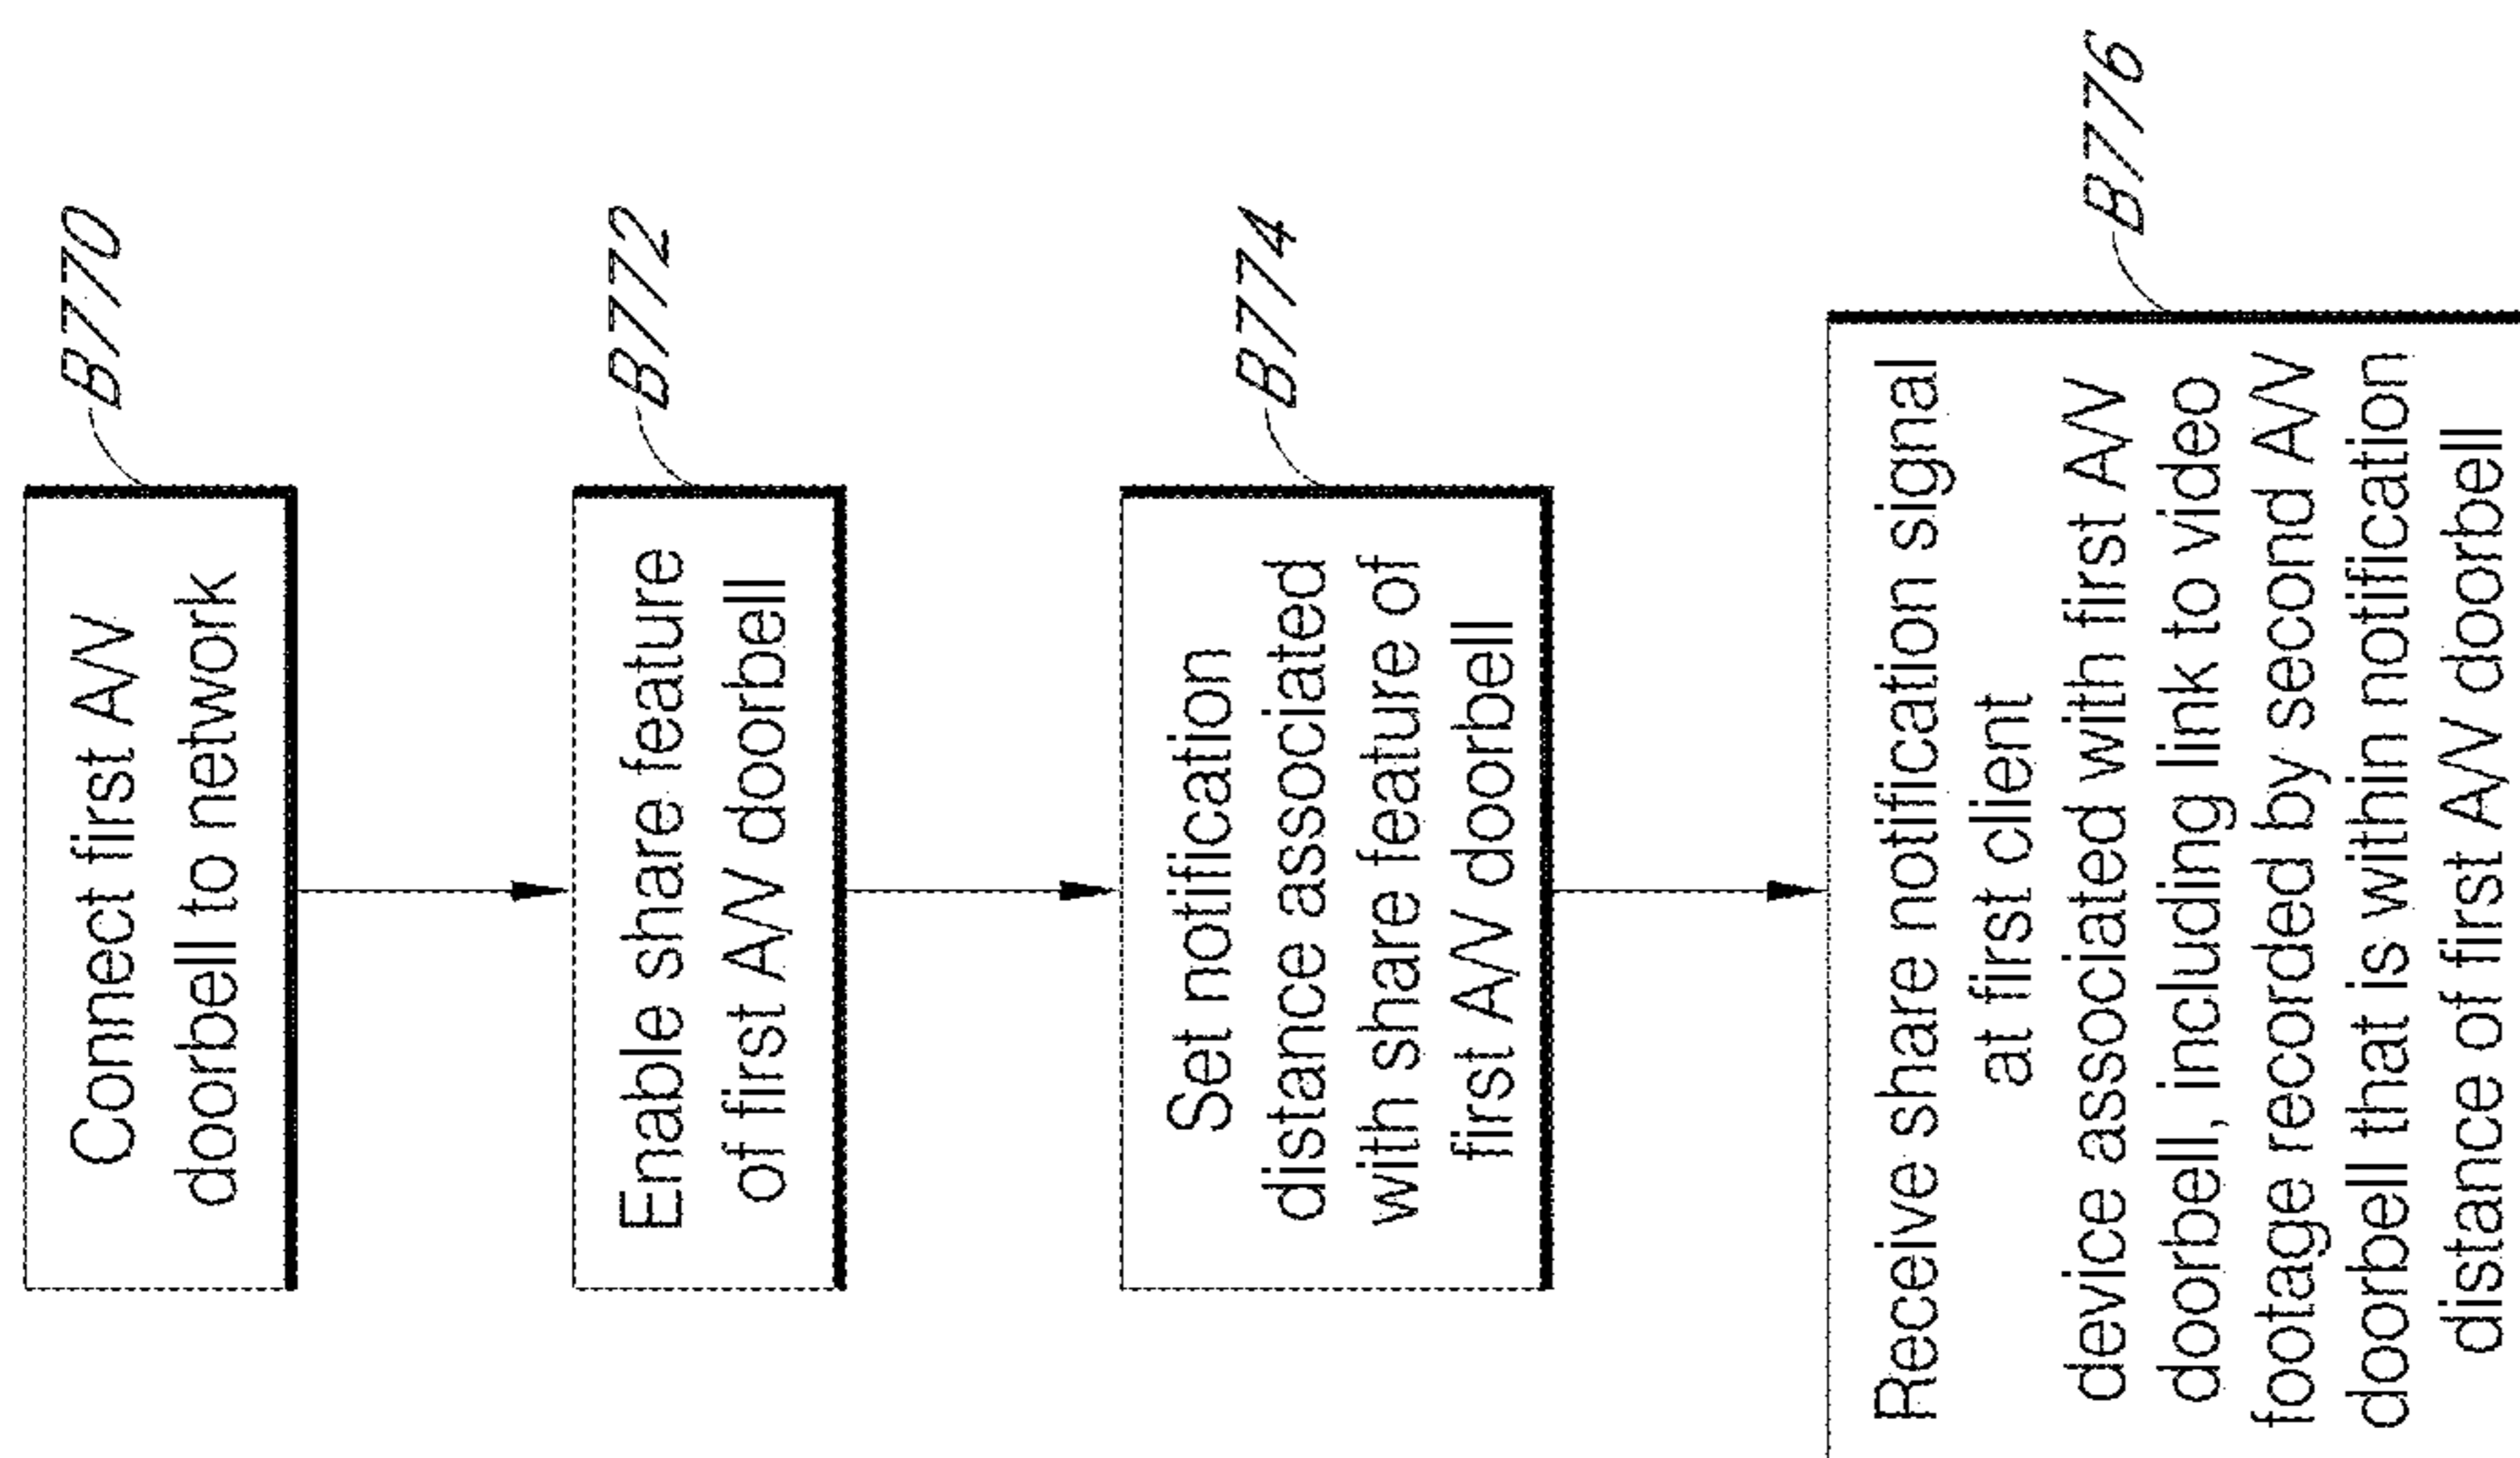 B770
Connect first A/V
doorbell to network
B772
Enable share feature
of first A/V doorbell
B774
Set notification
distance associated
with share feature of
first A/V doorbell
B776
Receive share notification signal
at first client
device associated with first A/V
doorbell, including link to video
footage recorded by second A/V
doorbell that is within notification
distance of first A/V doorbell